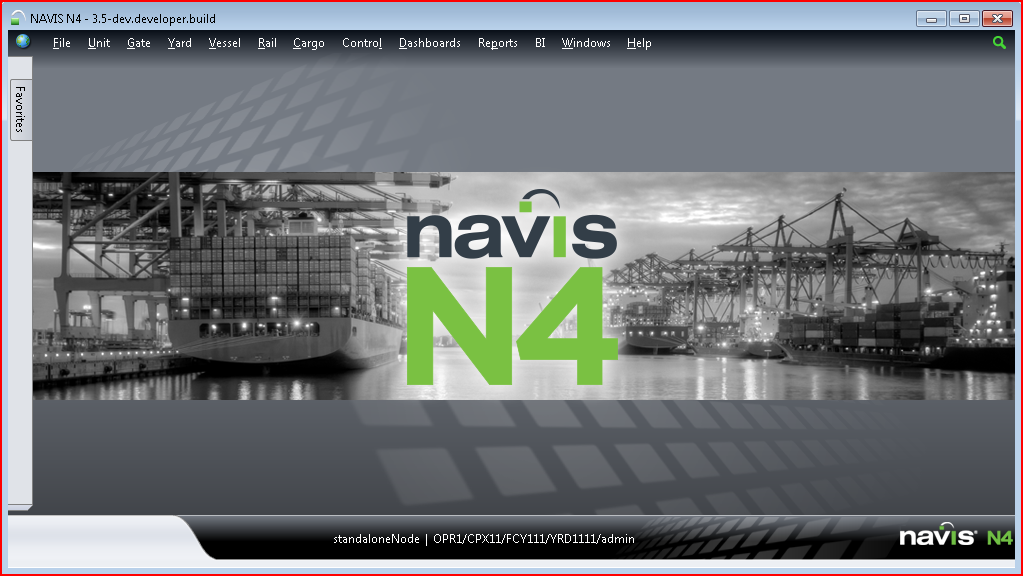 NAVIS N4 - 3.5-dev.developer.build
File Unit Gate Yard Vessel Rail Cargo Control Dashboards Reports BI Windows Help
Favorites
navis
N4
standaloneNode | OPR1/CPX11/FCY111/YRD1111/admin
navis N4